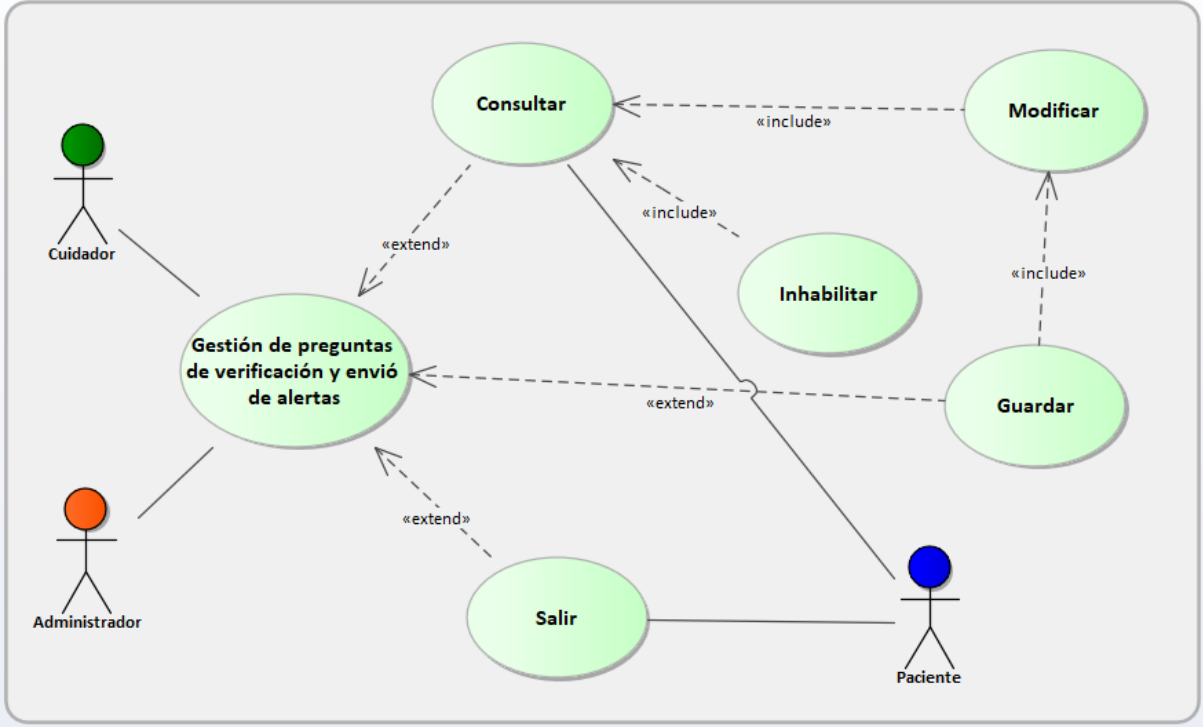 Consultar
Modificar
«include»
Cuidador
«include»
«extend»
«include»
Inhabilitar
Gestión de preguntas
de verificación y envió
de alertas
«extend»
Guardar
«extend»
Administrador
Salir
Paciente